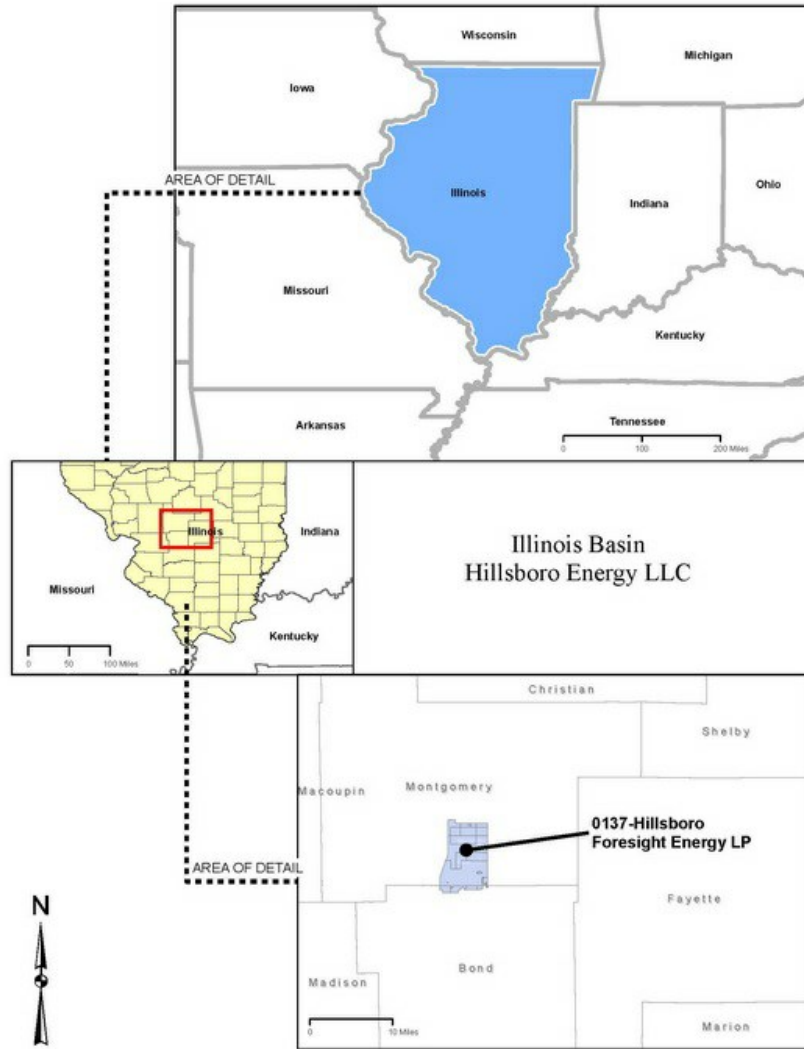 Wisconsin
Michigan
Iowa
AREA OF DETAIL
Illinois
Ohio
Indiana
Missouri
Kentucky
Arkansas
Tennessee
0 100 200 Miles
Illinois
Indiana
Missouri
Kentucky
0 50 100 Miles
Illinois Basin
Hillsboro Energy LLC
Christian
Shelby
Macoupin
Montgomery
0137-Hillsboro
Foresight Energy LP
AREA OF DETAIL
Fayette
N
Bond
Madison
0 10 Miles
Marion